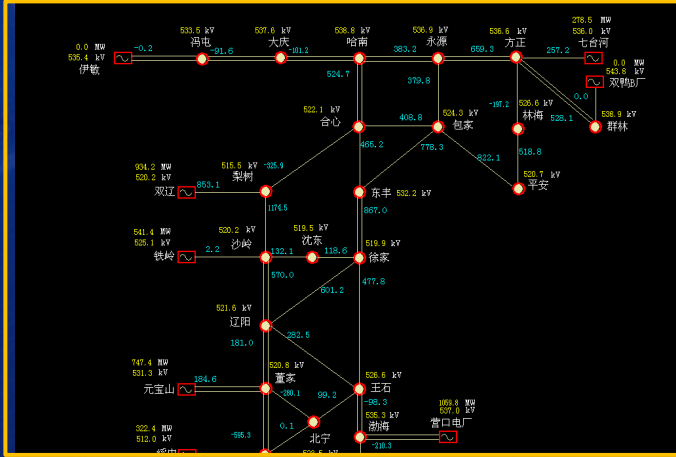 278.5 MW
533.5 kV 537.6 kV 538.8 kV 536.9 kV 536.6 kV 536.0 kV
冯屯 大庆 哈南 永源 方正 七台河
0.0 MW -0.2 -91.6 -101.2 383.2 659.3 257.2
535.4 kV
伊敏
0.0 MW
543.8 kV
双鸭B厂
524.7 379.8 0.0
522.1 kV 524.3 kV -197.2 526.6 kV 538.9 kV
合心 408.8 包家 林海 528.1 群林
465.2 778.3 822.1 518.8
934.2 MW 515.5 kV -325.9
520.2 kV 梨树 520.7 kV
双辽 853.1 东丰 532.2 kV 平安
1174.5 867.0
541.4 MW 520.2 kV 519.5 kV 519.9 kV
525.1 kV 沙岭 沈东
铁岭 2.2 132.1 118.6 徐家
570.0 477.8
601.2
521.6 kV
辽阳
181.0 282.5
747.4 MW 520.8 kV 526.6 kV
531.3 kV 董家
元宝山 184.6 -280.1 99.2 王石
-98.3 1059.8 MW
535.3 kV 537.0 kV
322.4 MW 0.1 渤海 营口电厂
512.0 kV -595.3 北宁 -210.3